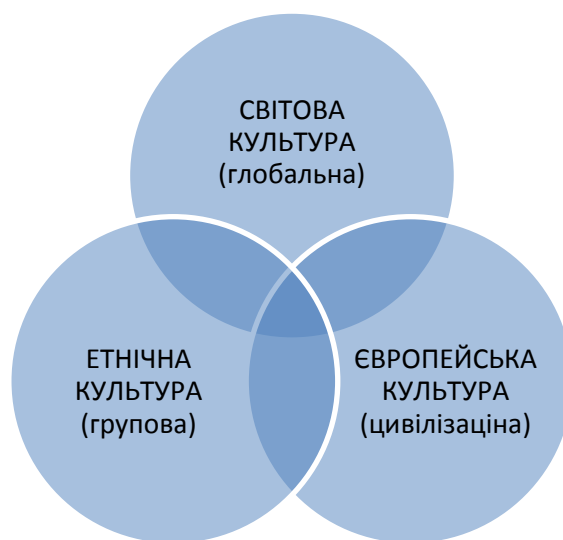 СВІТОВА
КУЛЬТУРА
(глобальна)
ЕТНІЧНА
КУЛЬТУРА
(групова)
ЄВРОПЕЙСЬКА
КУЛЬТУРА
(цивілізаціна)